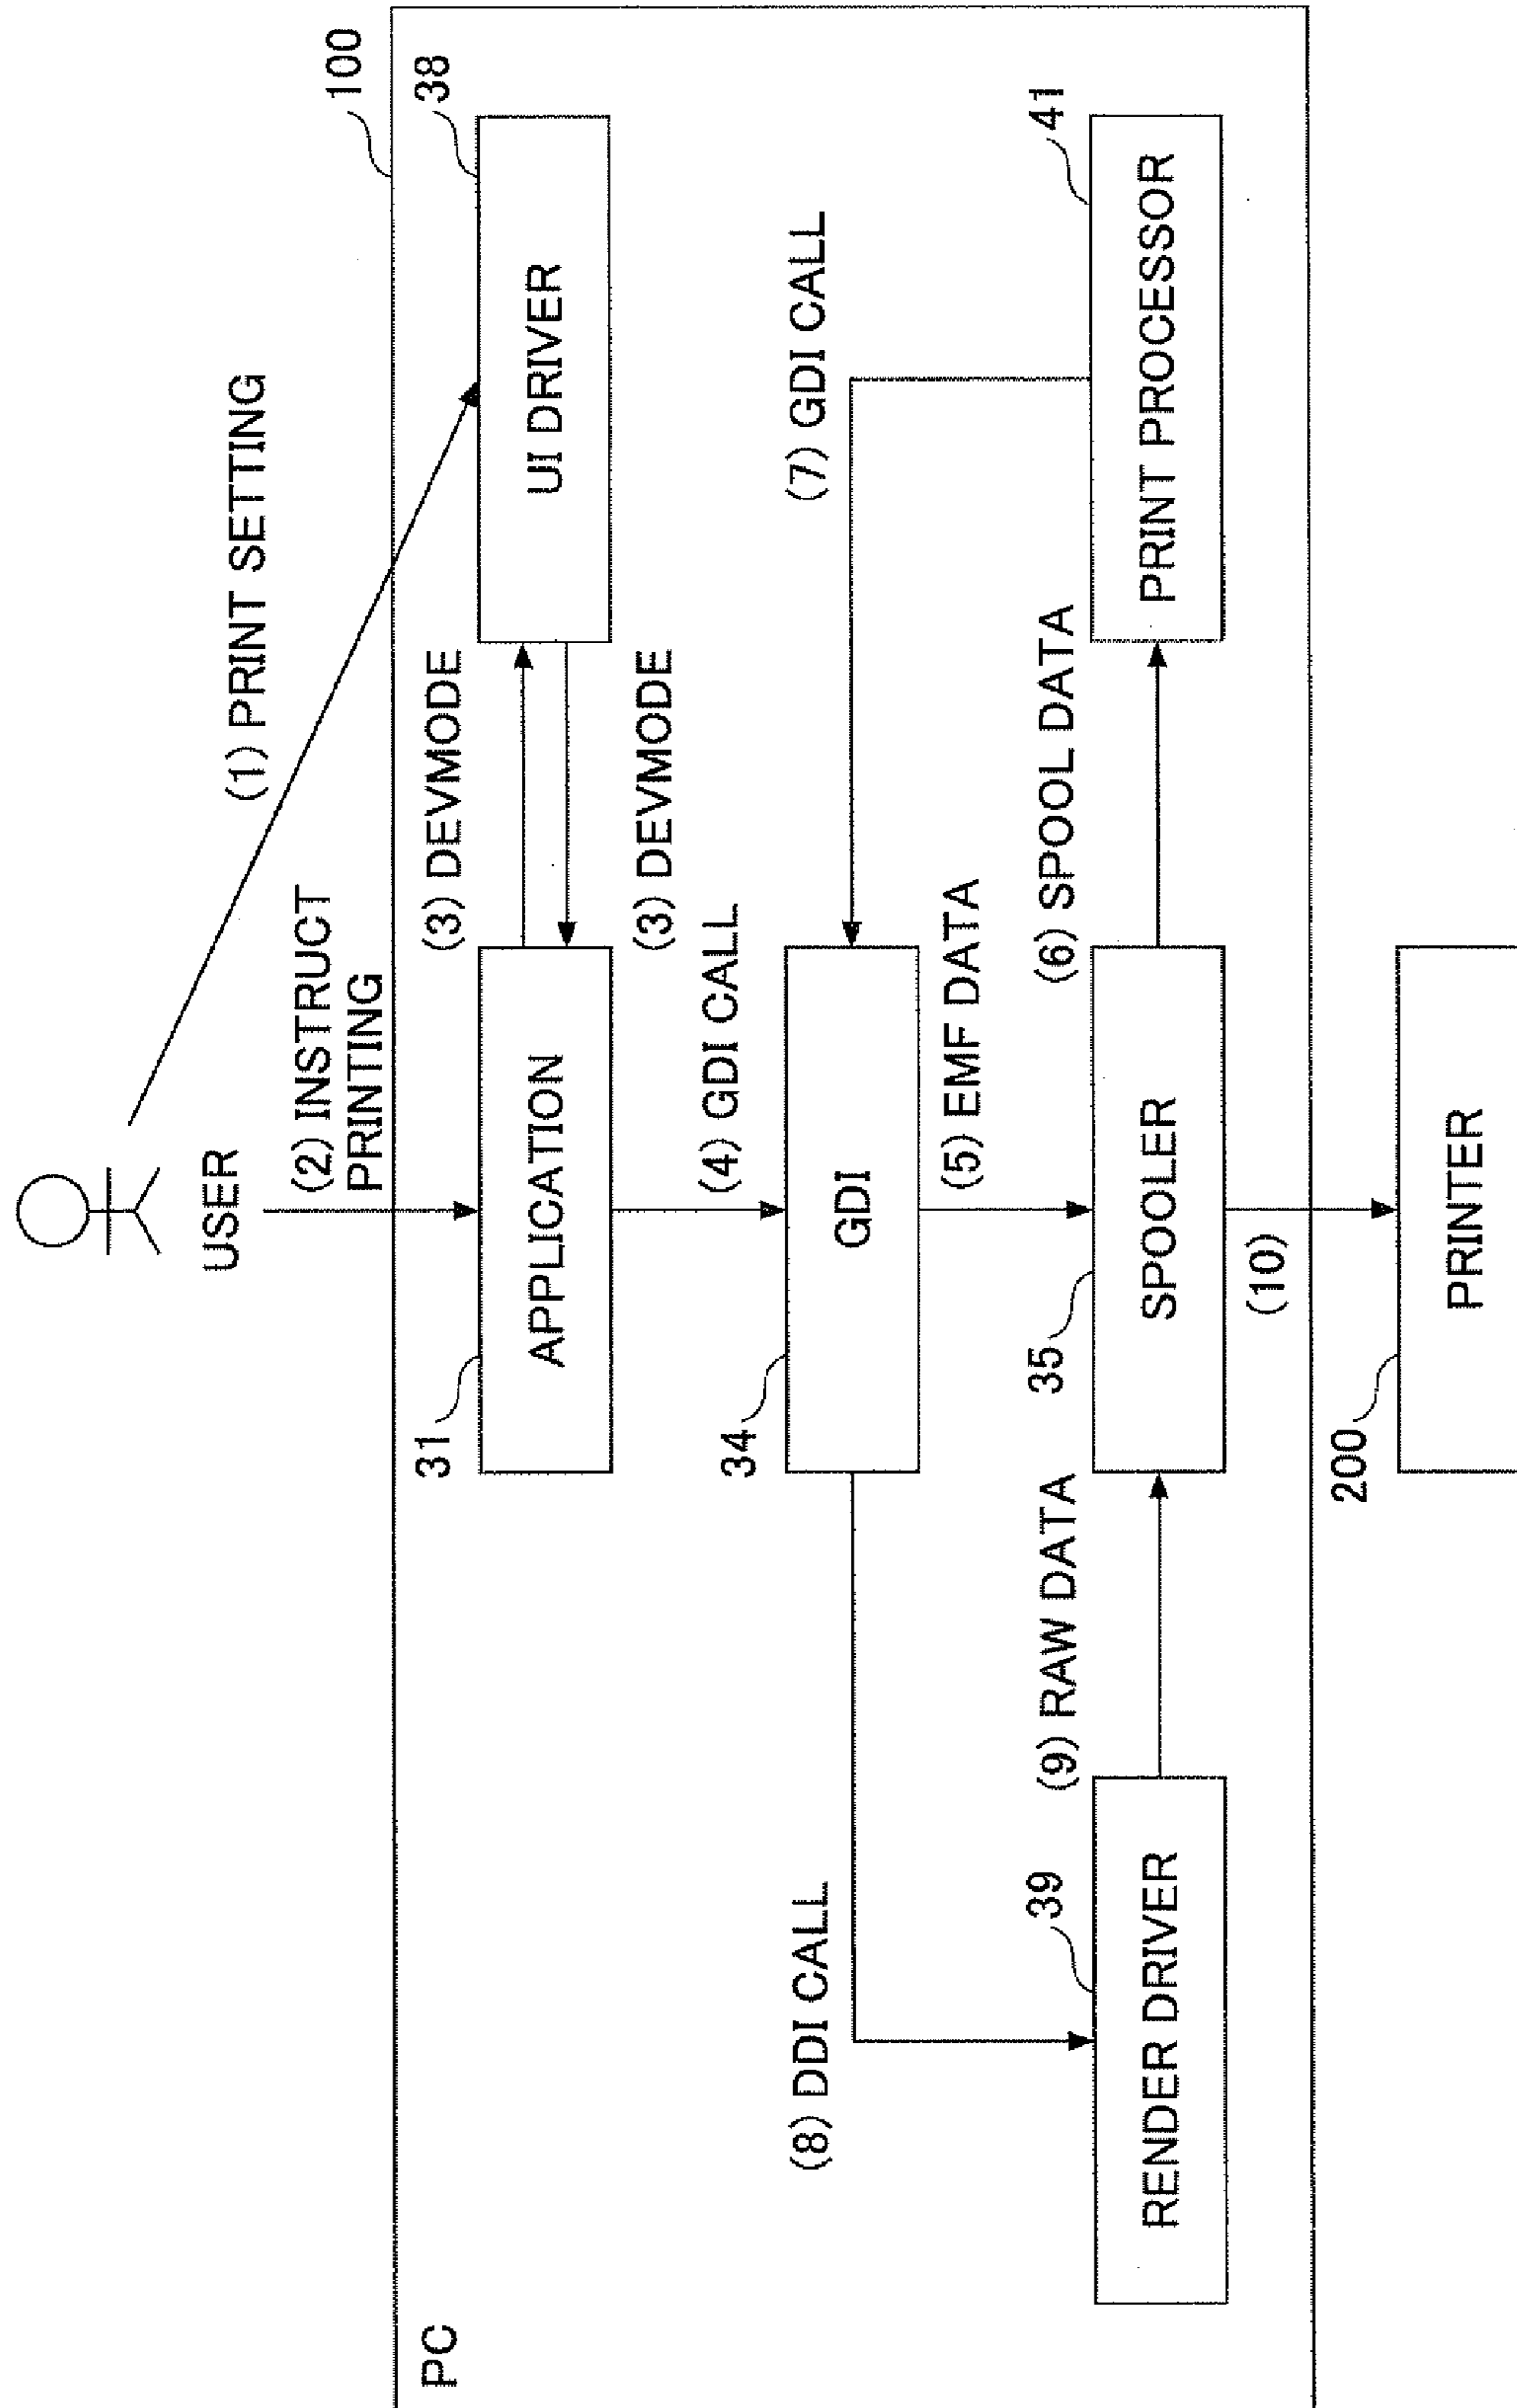 USER
(1) PRINT SETTING
(2) INSTRUCT
PRINTING
100
PC
31
APPLICATION
(3) DEVMODE
(3) DEVMODE
38
UI DRIVER
(4) GDI CALL
34
GDI
(7) GDI CALL
(8) DDI CALL
(5) EMF DATA
39
RENDER DRIVER
(9) RAW DATA
35
SPOOLER
(6) SPOOL DATA
41
PRINT PROCESSOR
(10)
200
PRINTER